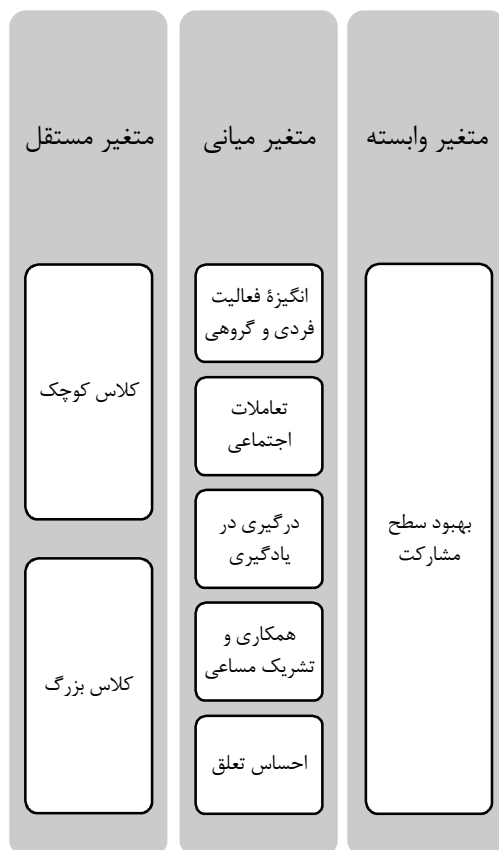 متغیر وابسته
بهبود سطح
مشارکت
متغیر میانی
انگیزۀ فعالیت
فردی و گروهی
تعاملات
اجتماعی
درگیری در
یادگیری
همکاری و
تشریک مساعی
احساس تعلق
متغیر مستقل
کلاس کوچک
کلاس بزرگ